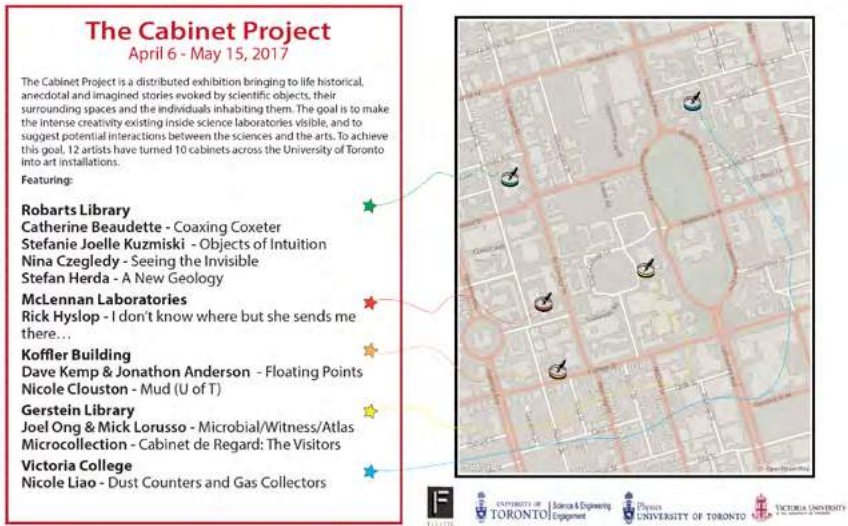 The Cabinet Project
April 6 - May 15, 2017
The Cabinet Project is a distributed exhibition bringing to life historical,
anecdotal and imagined stories evoked by scientific objects, their
surrounding spaces and the individuals inhabiting them. The goal is to make
the intense creativity existing inside science laboratories visible, and to
suggest potential interactions between the sciences and the arts. To achieve
this goal, 12 artists have turned 10 cabinets across the University of Toronto
into art installations.
Featuring:
Robarts Library
Catherine Beaudette - Coaxing Coxeter
Stefanie Joelle Kuzmiski - Objects of Intuition
Nina Czegledy - Seeing the Invisible
Stefan Herda - A New Geology
McLennan Laboratories
Rick Hyslop - I don't know where but she sends me
there…
Koffler Building
Dave Kemp & Jonathon Anderson - Floating Points
Nicole Clouston - Mud (U of T)
Gerstein Library
Joel Ong & Mick Lorusso - Microbial/Witness/Atlas
Microcollection - Cabinet de Regard: The Visitors
Victoria College
Nicole Liao - Dust Counters and Gas Collectors
F
UNIVERSITY OF
TORONTO
Science & Engineering
Engagement
Physics
UNIVERSITY OF TORONTO
VICTORIA UNIVERSITY